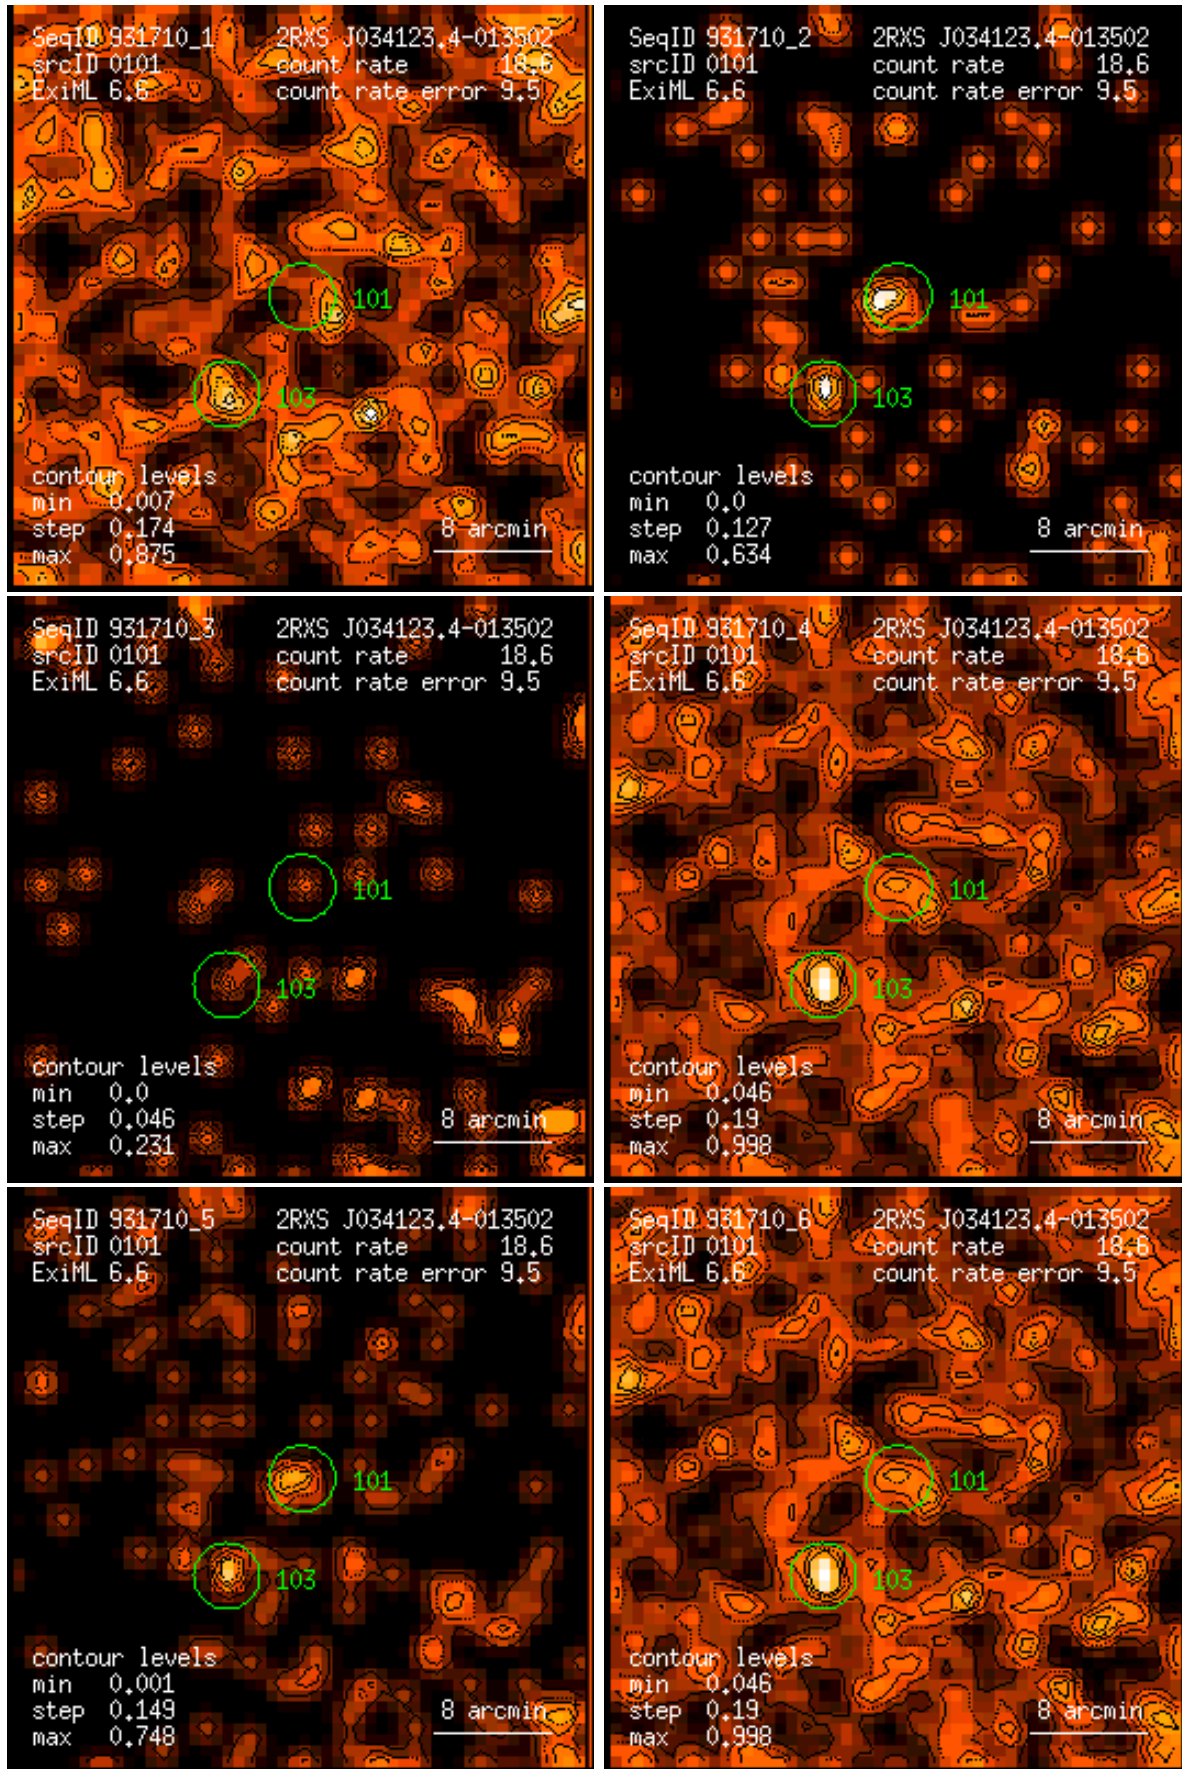 SeqID 931710_1 2RXS J034123.4-013502
srcID 0101 count rate 18.6
ExiML 6.6 count rate error 9.5
101
103
contour levels
min 0.007
step 0.174 8 arcmin
max 0.875
SeqID 931710_2 2RXS J034123.4-013502
srcID 0101 count rate 18.6
ExiML 6.6 count rate error 9.5
101
103
contour levels
min 0.0
step 0.127 8 arcmin
max 0.634
SeqID 931710_3 2RXS J034123.4-013502
srcID 0101 count rate 18.6
ExiML 6.6 count rate error 9.5
101
103
contour levels
min 0.0
step 0.046 8 arcmin
max 0.231
SeqID 931710_4 2RXS J034123.4-013502
srcID 0101 count rate 18.6
ExiML 6.6 count rate error 9.5
101
103
contour levels
min 0.046
step 0.19 8 arcmin
max 0.998
SeqID 931710_5 2RXS J034123.4-013502
srcID 0101 count rate 18.6
ExiML 6.6 count rate error 9.5
101
103
contour levels
min 0.001
step 0.149 8 arcmin
max 0.748
SeqID 931710_6 2RXS J034123.4-013502
srcID 0101 count rate 18.6
ExiML 6.6 count rate error 9.5
101
103
contour levels
min 0.046
step 0.19 8 arcmin
max 0.998